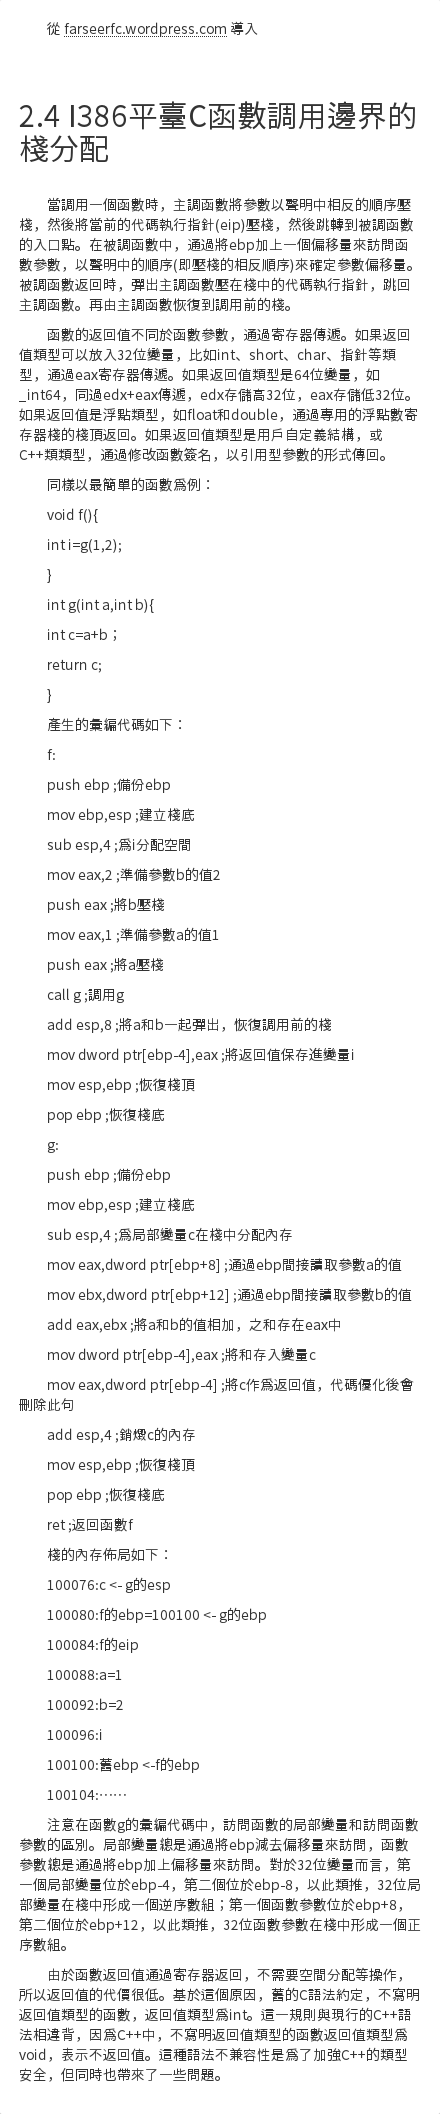 從 farseerfc.wordpress.com 導入
2.4 I386平臺C函數調用邊界的
棧分配
當調用一個函數時，主調函數將參數以聲明中相反的順序壓
棧，然後將當前的代碼執行指針(eip)壓棧，然後跳轉到被調函數
的入口點。在被調函數中，通過將ebp加上一個偏移量來訪問函
數參數，以聲明中的順序(即壓棧的相反順序)來確定參數偏移量。
被調函數返回時，彈出主調函數壓在棧中的代碼執行指針，跳回
主調函數。再由主調函數恢復到調用前的棧。
函數的返回值不同於函數參數，通過寄存器傳遞。如果返回
值類型可以放入32位變量，比如int、short、char、指針等類
型，通過eax寄存器傳遞。如果返回值類型是64位變量，如
_int64，同過edx+eax傳遞，edx存儲高32位，eax存儲低32位。
如果返回值是浮點類型，如float和double，通過專用的浮點數寄
存器棧的棧頂返回。如果返回值類型是用戶自定義結構，或
C++類類型，通過修改函數簽名，以引用型參數的形式傳回。
同樣以最簡單的函數爲例：
void f(){
int i=g(1,2);
}
int g(int a,int b){
int c=a+b；
return c;
}
產生的彙編代碼如下：
f:
push ebp ;備份ebp
mov ebp,esp ;建立棧底
sub esp,4 ;爲i分配空間
mov eax,2 ;準備參數b的值2
push eax ;將b壓棧
mov eax,1 ;準備參數a的值1
push eax ;將a壓棧
call g ;調用g
add esp,8 ;將a和b一起彈出，恢復調用前的棧
mov dword ptr[ebp-4],eax ;將返回值保存進變量i
mov esp,ebp ;恢復棧頂
pop ebp ;恢復棧底
g:
push ebp ;備份ebp
mov ebp,esp ;建立棧底
sub esp,4 ;爲局部變量c在棧中分配內存
mov eax,dword ptr[ebp+8] ;通過ebp間接讀取參數a的值
mov ebx,dword ptr[ebp+12] ;通過ebp間接讀取參數b的值
add eax,ebx ;將a和b的值相加，之和存在eax中
mov dword ptr[ebp-4],eax ;將和存入變量c
mov eax,dword ptr[ebp-4] ;將c作爲返回值，代碼優化後會
刪除此句
add esp,4 ;銷燬c的內存
mov esp,ebp ;恢復棧頂
pop ebp ;恢復棧底
ret ;返回函數f
棧的內存佈局如下：
100076:c <- g的esp
100080:f的ebp=100100 <- g的ebp
100084:f的eip
100088:a=1
100092:b=2
100096:i
100100:舊ebp <-f的ebp
100104:……
注意在函數g的彙編代碼中，訪問函數的局部變量和訪問函數
參數的區別。局部變量總是通過將ebp減去偏移量來訪問，函數
參數總是通過將ebp加上偏移量來訪問。對於32位變量而言，第
一個局部變量位於ebp-4，第二個位於ebp-8，以此類推，32位局
部變量在棧中形成一個逆序數組；第一個函數參數位於ebp+8，
第二個位於ebp+12，以此類推，32位函數參數在棧中形成一個正
序數組。
由於函數返回值通過寄存器返回，不需要空間分配等操作，
所以返回值的代價很低。基於這個原因，舊的C語法約定，不寫明
返回值類型的函數，返回值類型爲int。這一規則與現行的C++語
法相違背，因爲C++中，不寫明返回值類型的函數返回值類型爲
void，表示不返回值。這種語法不兼容性是爲了加強C++的類型
安全，但同時也帶來了一些問題。